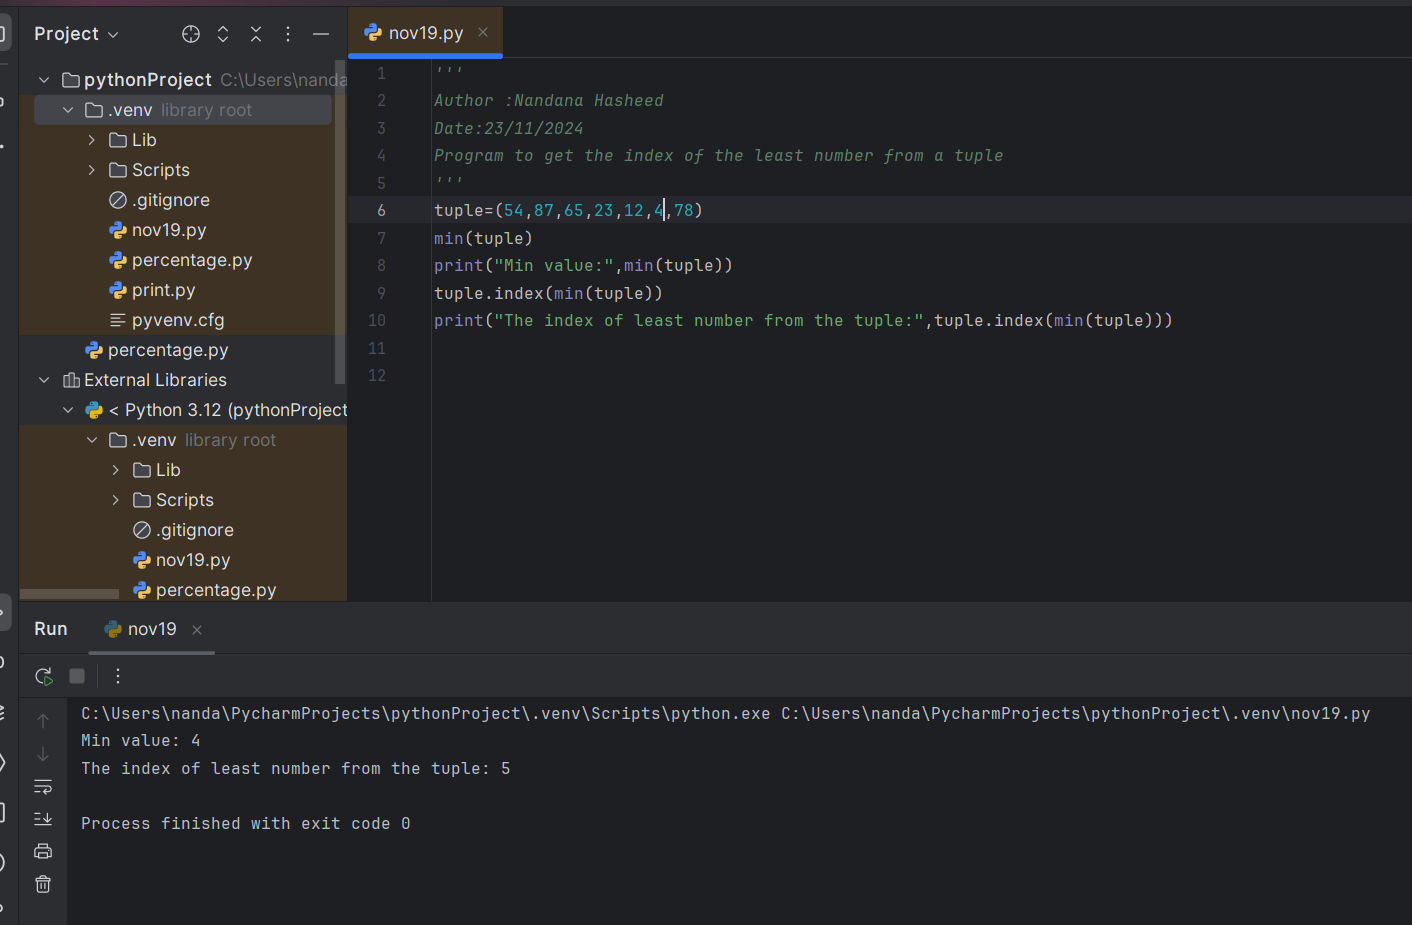 Project
nov19.py
pythonProject C:\Users\nanda
.venv library root
Lib
Scripts
.gitignore
nov19.py
percentage.py
print.py
pyvenv.cfg
percentage.py
External Libraries
< Python 3.12 (pythonProject
.venv library root
Lib
Scripts
.gitignore
nov19.py
percentage.py
1 '''
2 Author :Nandana Hasheed
3 Date:23/11/2024
4 Program to get the index of the least number from a tuple
5 '''
6 tuple=(54,87,65,23,12,4,78)
7 min(tuple)
8 print("Min value:",min(tuple))
9 tuple.index(min(tuple))
10 print("The index of least number from the tuple:",tuple.index(min(tuple)))
11
12
Run nov19
C:\Users\nanda\PycharmProjects\pythonProject\.venv\Scripts\python.exe C:\Users\nanda\PycharmProjects\pythonProject\.venv\nov19.py
Min value: 4
The index of least number from the tuple: 5
Process finished with exit code 0